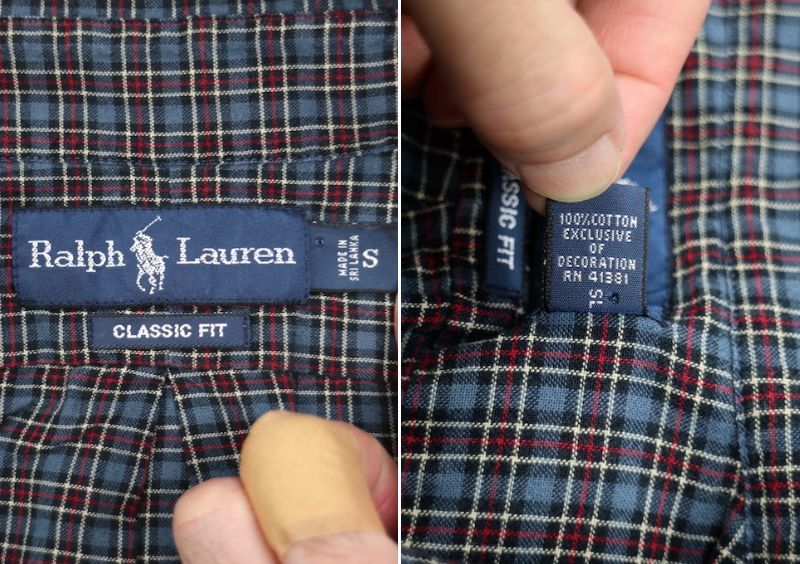 Ralph Lauren
MADE IN
SRI LANKA
S
CLASSIC FIT
CLASSIC FIT
100%COTTON
EXCLUSIVE
OF
DECORATION
RN 41381